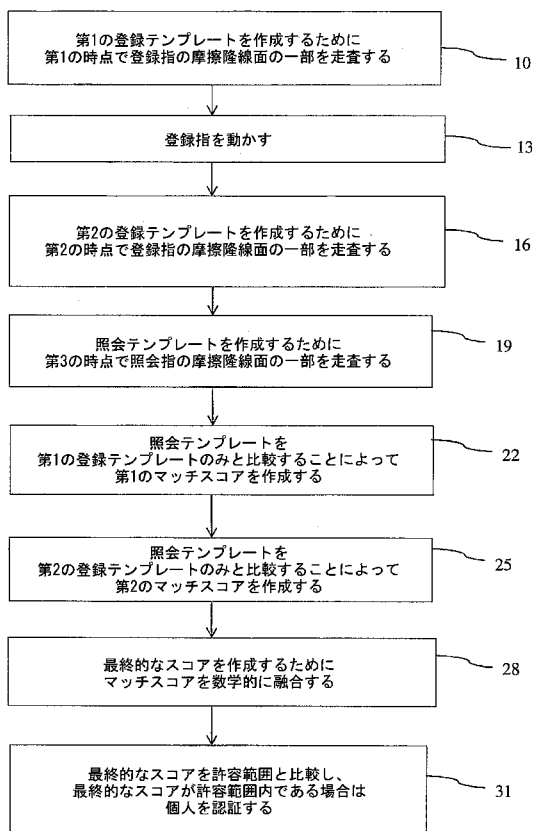 第1の登録テンプレートを作成するために
第1の時点で登録指の摩擦隆線面の一部を走査する
10
登録指を動かす
13
第2の登録テンプレートを作成するために
第2の時点で登録指の摩擦隆線面の一部を走査する
16
照会テンプレートを作成するために
第3の時点で照会指の摩擦隆線面の一部を走査する
19
照会テンプレートを
第1の登録テンプレートのみと比較することによって
第1のマッチスコアを作成する
22
照会テンプレートを
第2の登録テンプレートのみと比較することによって
第2のマッチスコアを作成する
25
最終的なスコアを作成するために
マッチスコアを数学的に融合する
28
最終的なスコアを許容範囲と比較し、
最終的なスコアが許容範囲内である場合は
個人を認証する
31